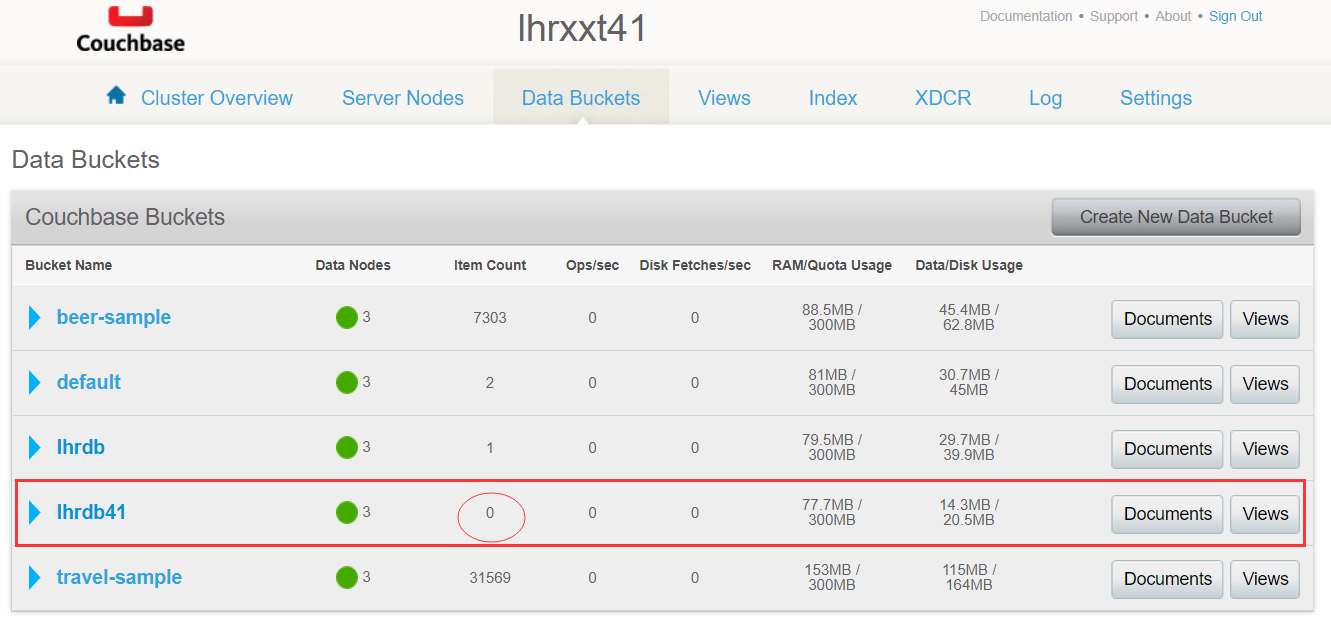 Couchbase
lhrxxt41
Documentation • Support • About • Sign Out
Cluster Overview Server Nodes Data Buckets Views Index XDCR Log Settings
Data Buckets
Couchbase Buckets Create New Data Bucket
Bucket Name Data Nodes Item Count Ops/sec Disk Fetches/sec RAM/Quota Usage Data/Disk Usage
beer-sample 3 7303 0 0 88.5MB / 45.4MB / Documents Views
300MB 62.8MB
default 3 2 0 0 81MB / 30.7MB / Documents Views
300MB 45MB
lhrdb 3 1 0 0 79.5MB / 29.7MB / Documents Views
300MB 39.9MB
lhrdb41 3 0 0 0 77.7MB / 14.3MB / Documents Views
300MB 20.5MB
travel-sample 3 31569 0 0 153MB / 115MB / Documents Views
300MB 164MB